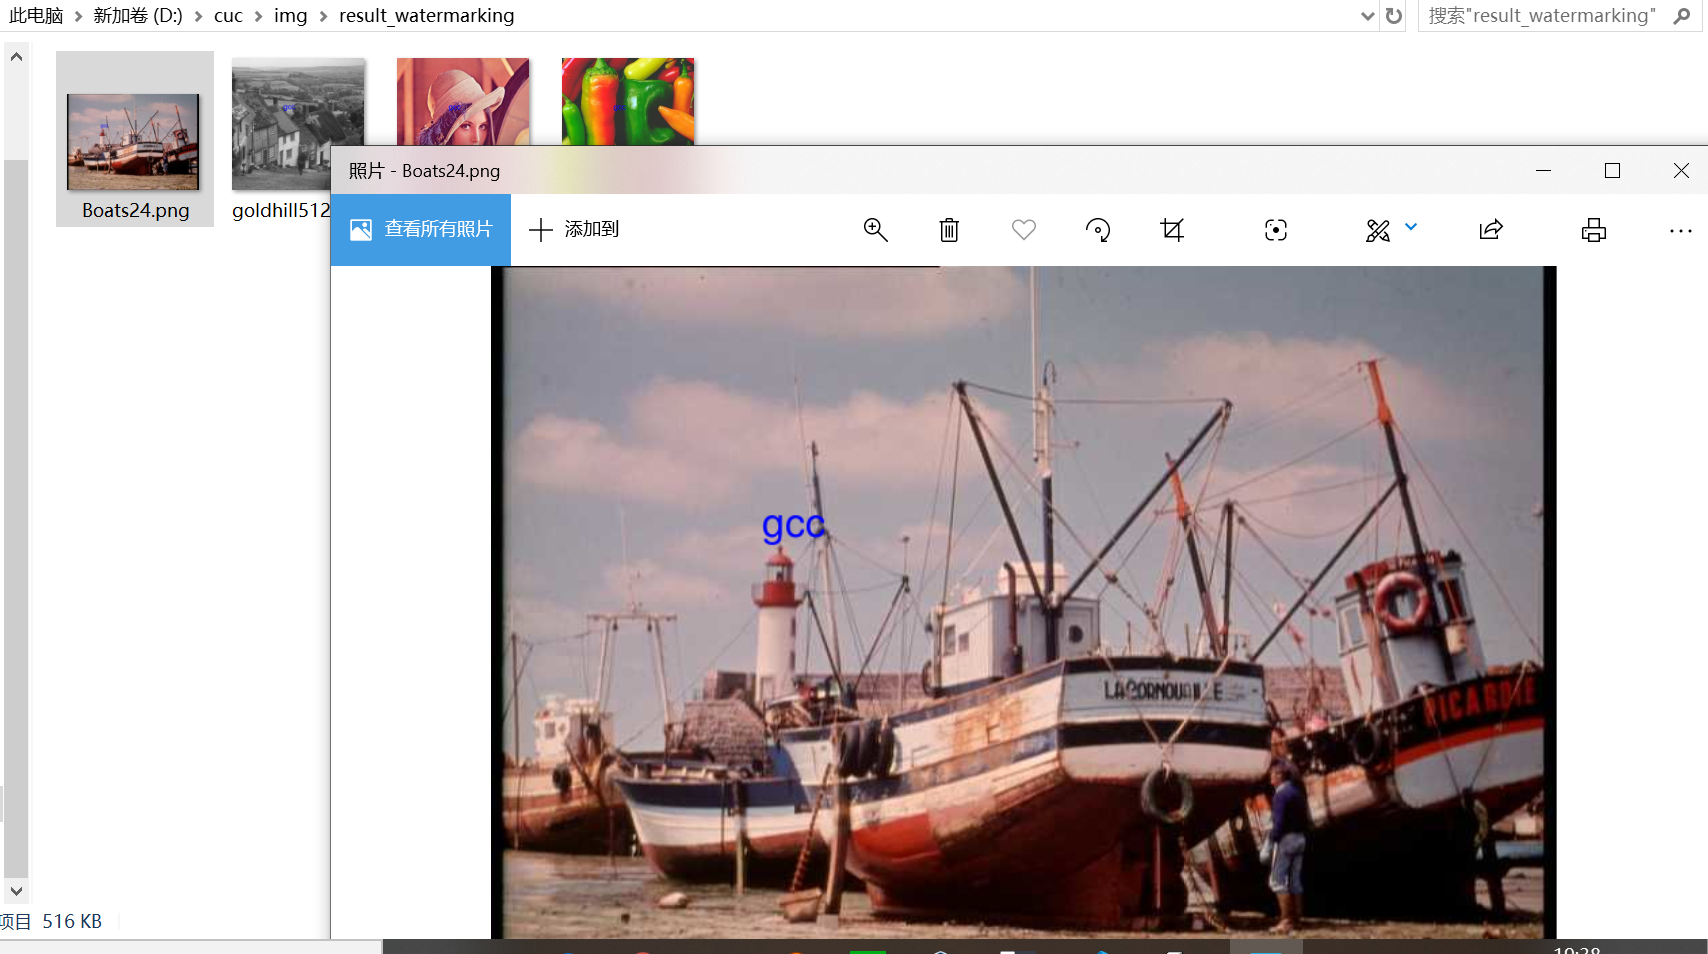 此电脑 > 新加卷 (D:) > cuc > img > result_watermarking
搜索"result_watermarking"
Boats24.png
goldhill512
照片 - Boats24.png
查看所有照片
添加到
gcc
gcc
项目 516 KB